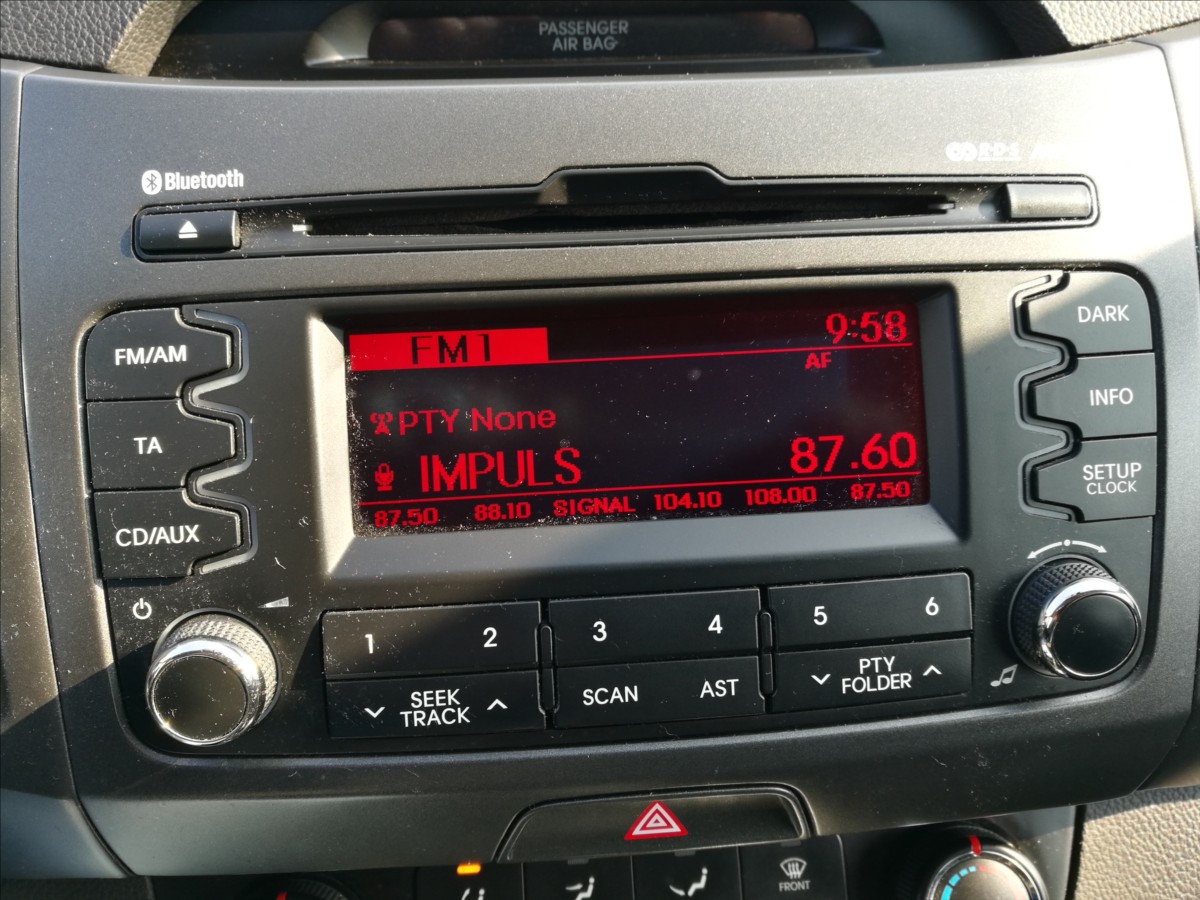 PASSENGER
AIR BAG
Bluetooth
R·D·S
FM/AM
TA
CD/AUX
FM1
9:58
AF
PTY None
IMPULS
87.60
87.50 88.10 SIGNAL 104.10 108.00 87.50
DARK
INFO
SETUP
CLOCK
1 2 3 4 5 6
SEEK
TRACK
SCAN AST
PTY
FOLDER
FRONT